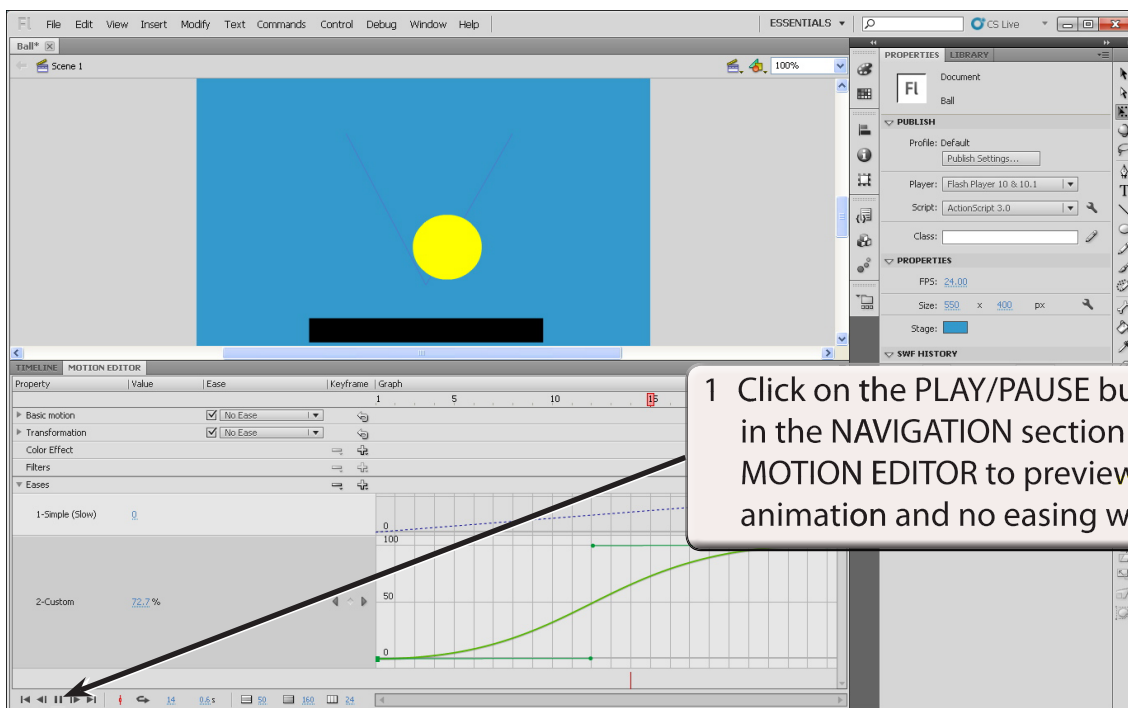 Fl File Edit View Insert Modify Text Commands Control Debug Window Help ESSENTIALS CS Live
Ball*
Scene 1 100%
PROPERTIES LIBRARY
Document
Fl
Ball
PUBLISH
Profile: Default
Publish Settings...
Player: Flash Player 10 & 10.1
Script: ActionScript 3.0
Class:
PROPERTIES
FPS: 24.00
Size: 550 x 400 px
Stage:
SWF HISTORY
TIMELINE MOTION EDITOR
Property Value Ease Keyframe Graph
1 5 10 15
Basic motion No Ease
Transformation No Ease
Color Effect
Filters
Eases
1-Simple (Slow) 0
0
100
2-Custom 72.7 % 50
0
14 0.6 s 50 160 24
1 Click on the PLAY/PAUSE bu
in the NAVIGATION section
MOTION EDITOR to preview
animation and no easing w